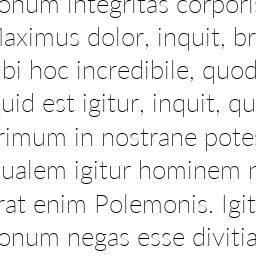 onum integritas corporis
Maximus dolor, inquit, br
bi hoc incredibile, quod
uid est igitur, inquit, qu
rimum in nostrane potes
ualem igitur hominem n
rat enim Polemonis. Igit
onum negas esse divitia